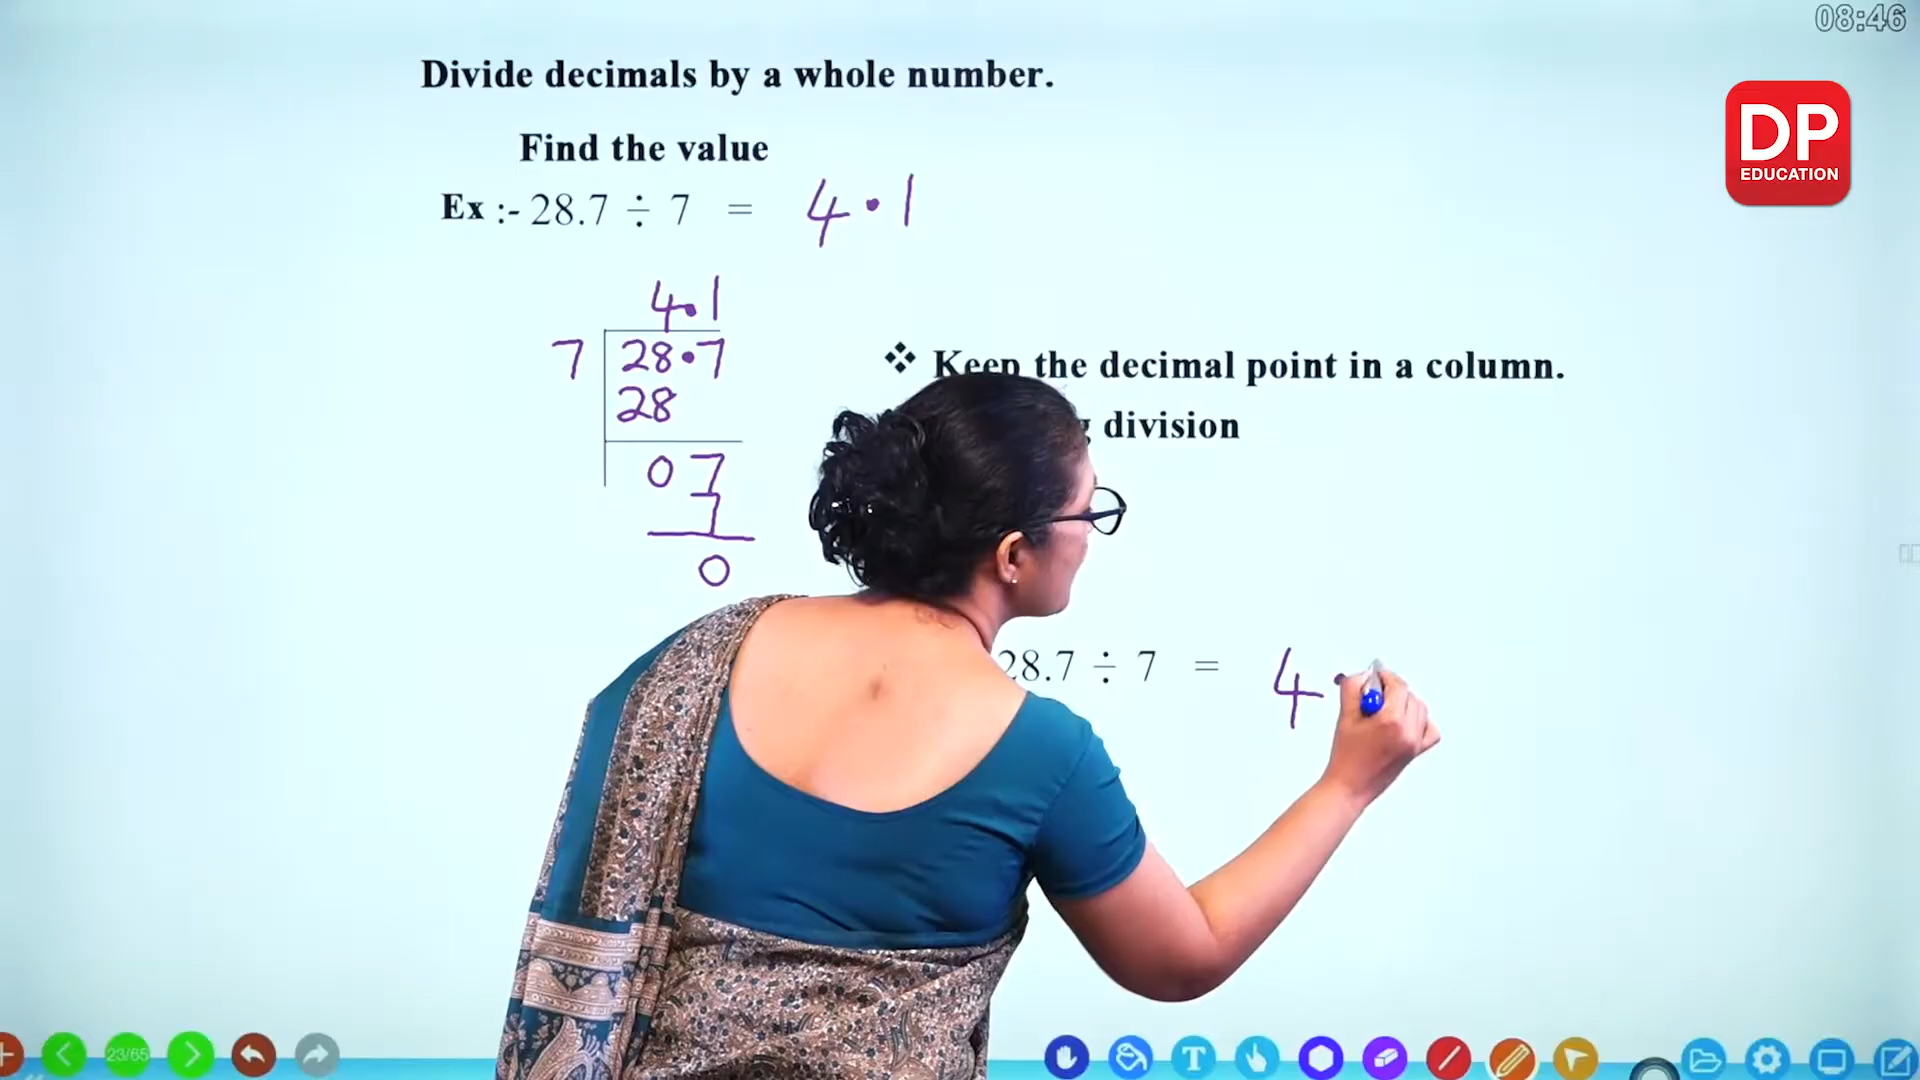 08:46
DP
EDUCATION
Divide decimals by a whole number.
Find the value
Ex :- 28.7 ÷ 7 = 4.1
4.1
7 28.7
28
07
7
0
❖ Keep the decimal point in a column.
division
28.7 ÷ 7 = 4.
23/65
T